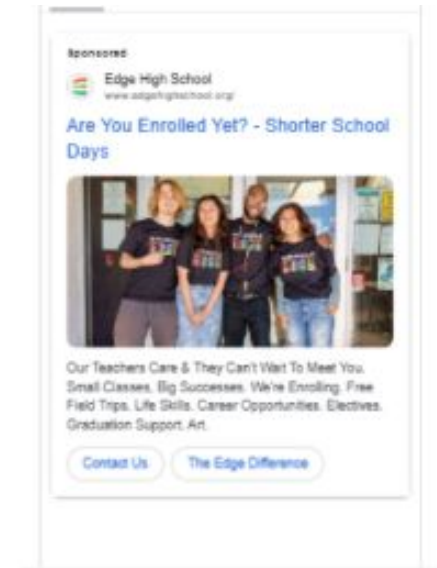 Sponsored
Edge High School
www.edgehighschool.org/
Are You Enrolled Yet? - Shorter School
Days
Our Teachers Care & They Can't Wait To Meet You.
Small Classes. Big Successes. We're Enrolling. Free
Field Trips. Life Skills. Career Opportunities. Electives.
Graduation Support. Art.
Contact Us
The Edge Difference